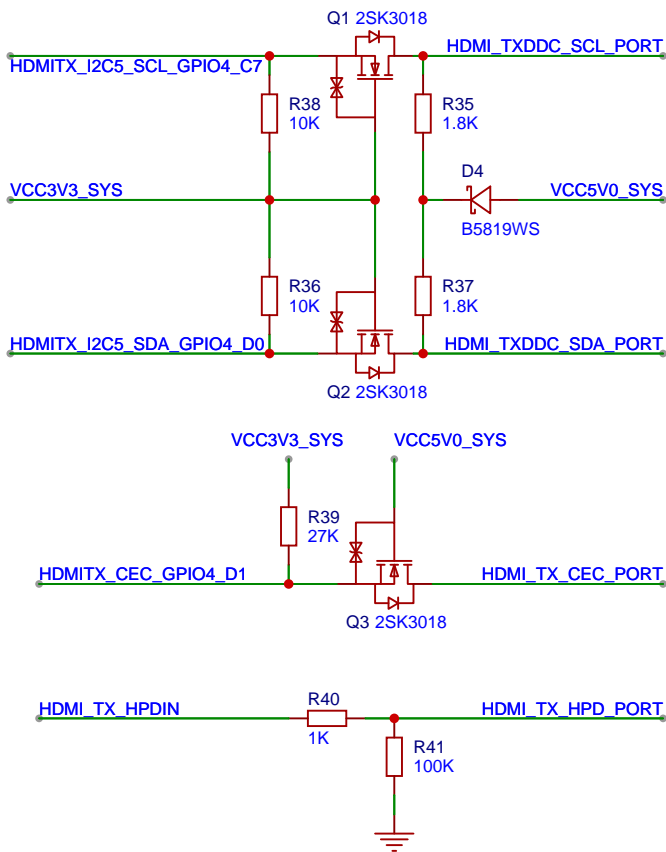 Q1 2SK3018
HDMITX_I2C5_SCL_GPIO4_C7
HDMI_TXDDC_SCL_PORT
R38
10K
R35
1.8K
VCC3V3_SYS
D4
B5819WS
VCC5V0_SYS
R36
10K
R37
1.8K
HDMITX_I2C5_SDA_GPIO4_D0
HDMI_TXDDC_SDA_PORT
Q2 2SK3018
VCC3V3_SYS
VCC5V0_SYS
R39
27K
HDMITX_CEC_GPIO4_D1
HDMI_TX_CEC_PORT
Q3 2SK3018
HDMI_TX_HPDIN
R40
1K
HDMI_TX_HPD_PORT
R41
100K